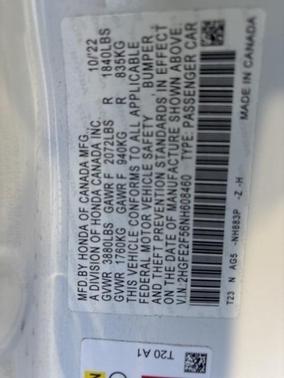 MFD BY HONDA OF CANADA MFG.
A DIVISION OF HONDA CANADA INC. 10/22
GVWR 3880LBS GAWR F 2072LBS R 1840LBS
GVWR 1760KG GAWR F 940KG R 835KG
THIS VEHICLE CONFORMS TO ALL APPLICABLE
FEDERAL MOTOR VEHICLE SAFETY BUMPER
AND THEFT PREVENTION STANDARDS IN EFFECT
ON THE DATE OF MANUFACTURE SHOWN ABOVE.
V.I.N. 2HGFE2F56NH608460 TYPE: PASSENGER CAR
T23 N AG5 -NH883P -Z -H
MADE IN CANADA
T20 A1